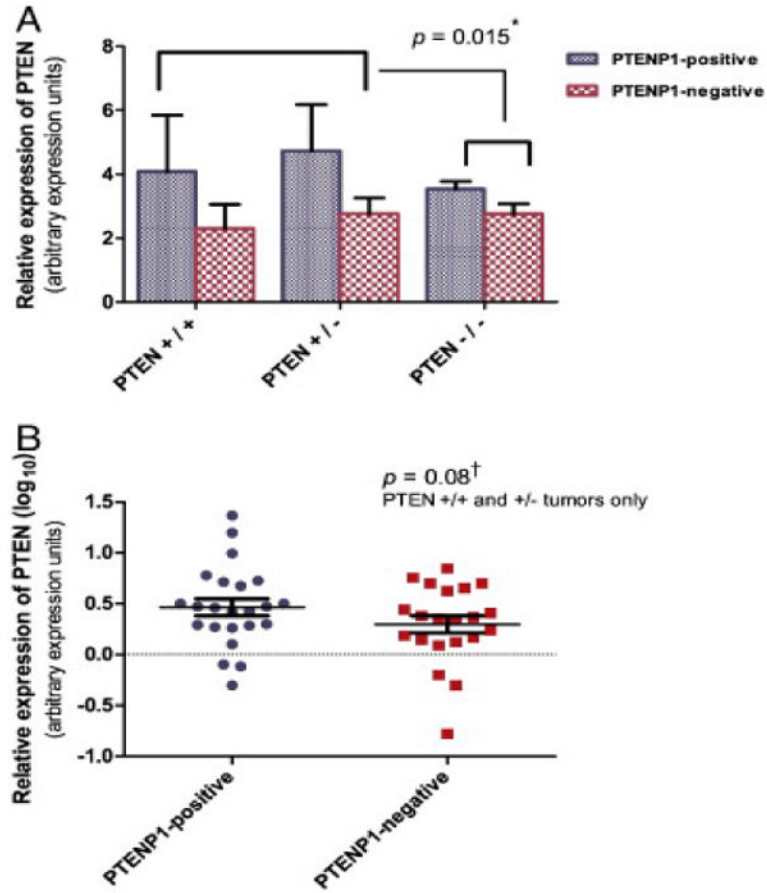 A
p = 0.015*
PTENP1-positive
PTENP1-negative
Relative expression of PTEN
(arbitrary expression units)
8
6
4
2
0
PTEN +/+
PTEN +/-
PTEN -/-
B
p = 0.08†
PTEN +/+ and +/- tumors only
Relative expression of PTEN (log10)
(arbitrary expression units)
1.5
1.0
0.5
0.0
-0.5
-1.0
PTENP1-positive
PTENP1-negative